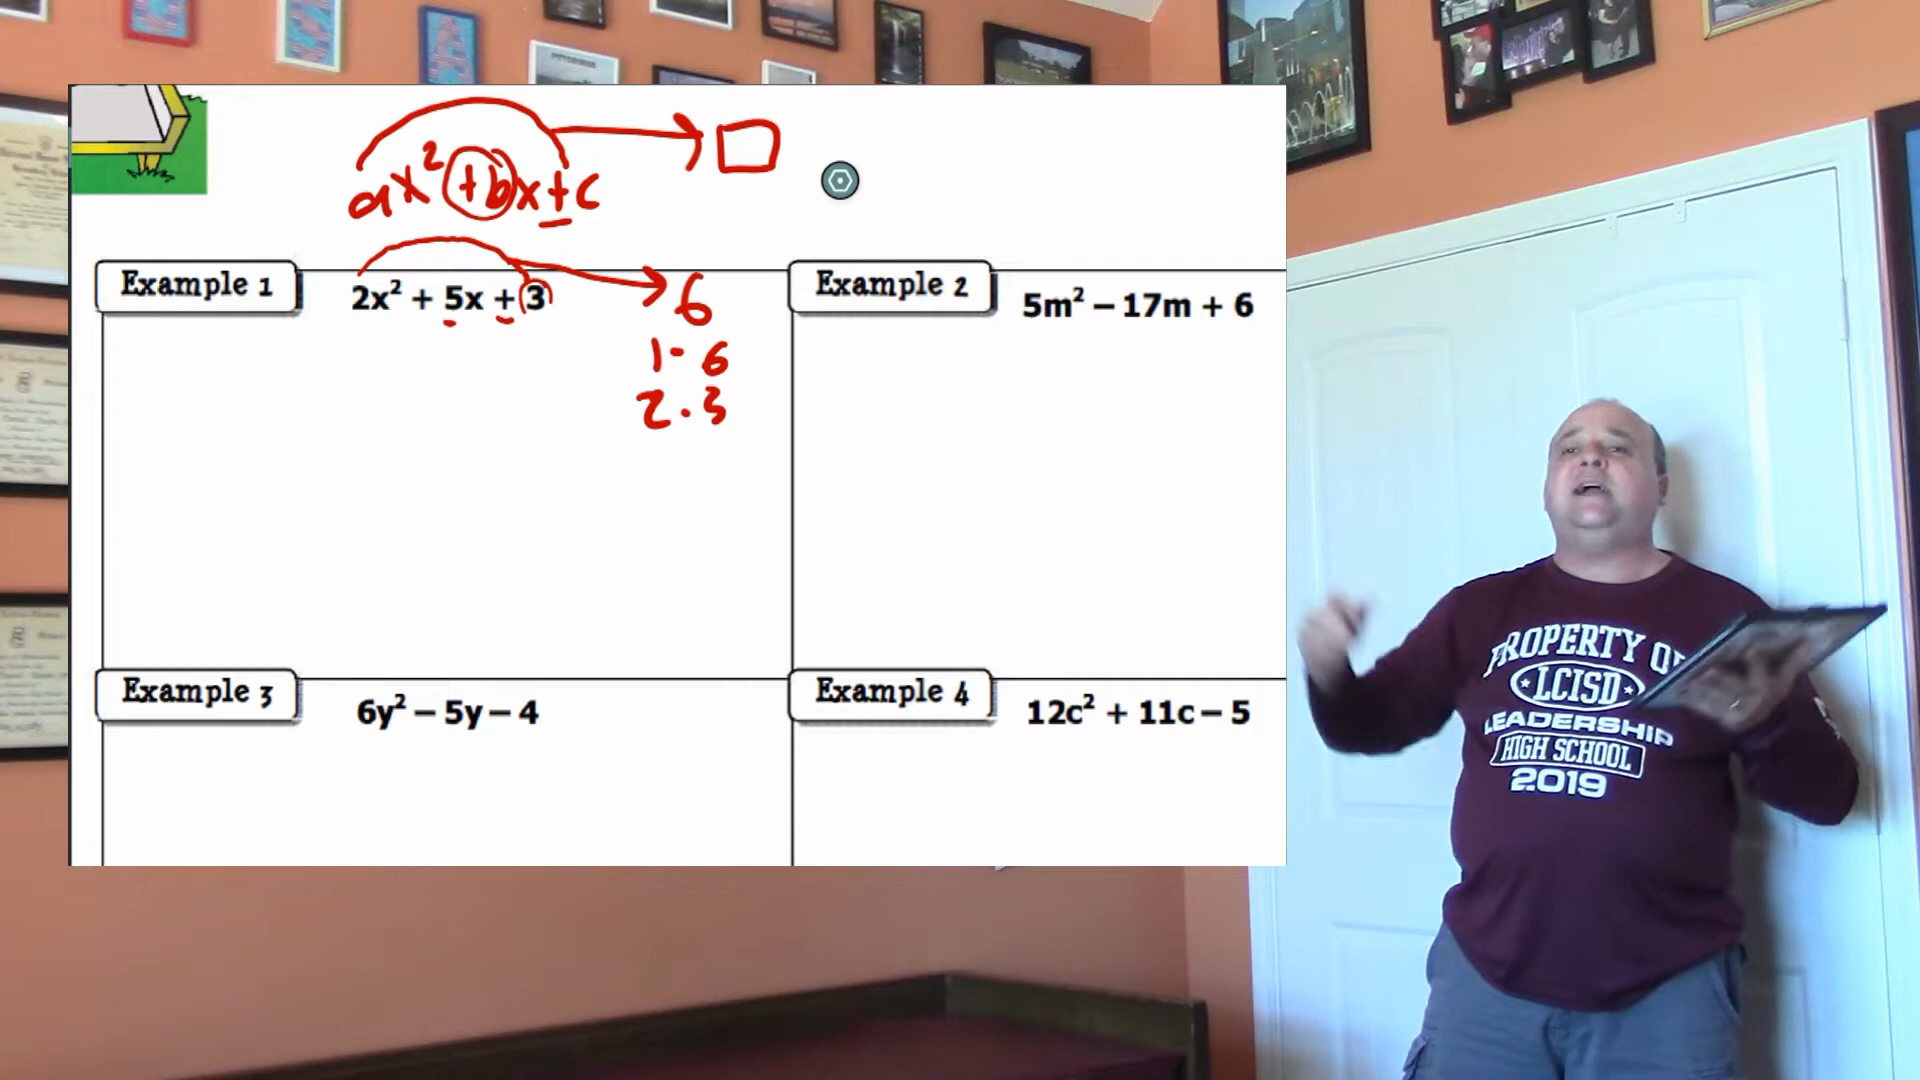 ax² + bx + c → □
Example 1
2x² + 5x + 3 → 6
1 · 6
2 · 3
Example 2
5m² – 17m + 6
Example 3
6y² – 5y – 4
Example 4
12c² + 11c – 5
PROPERTY OF
LCISD
LEADERSHIP
HIGH SCHOOL
2019